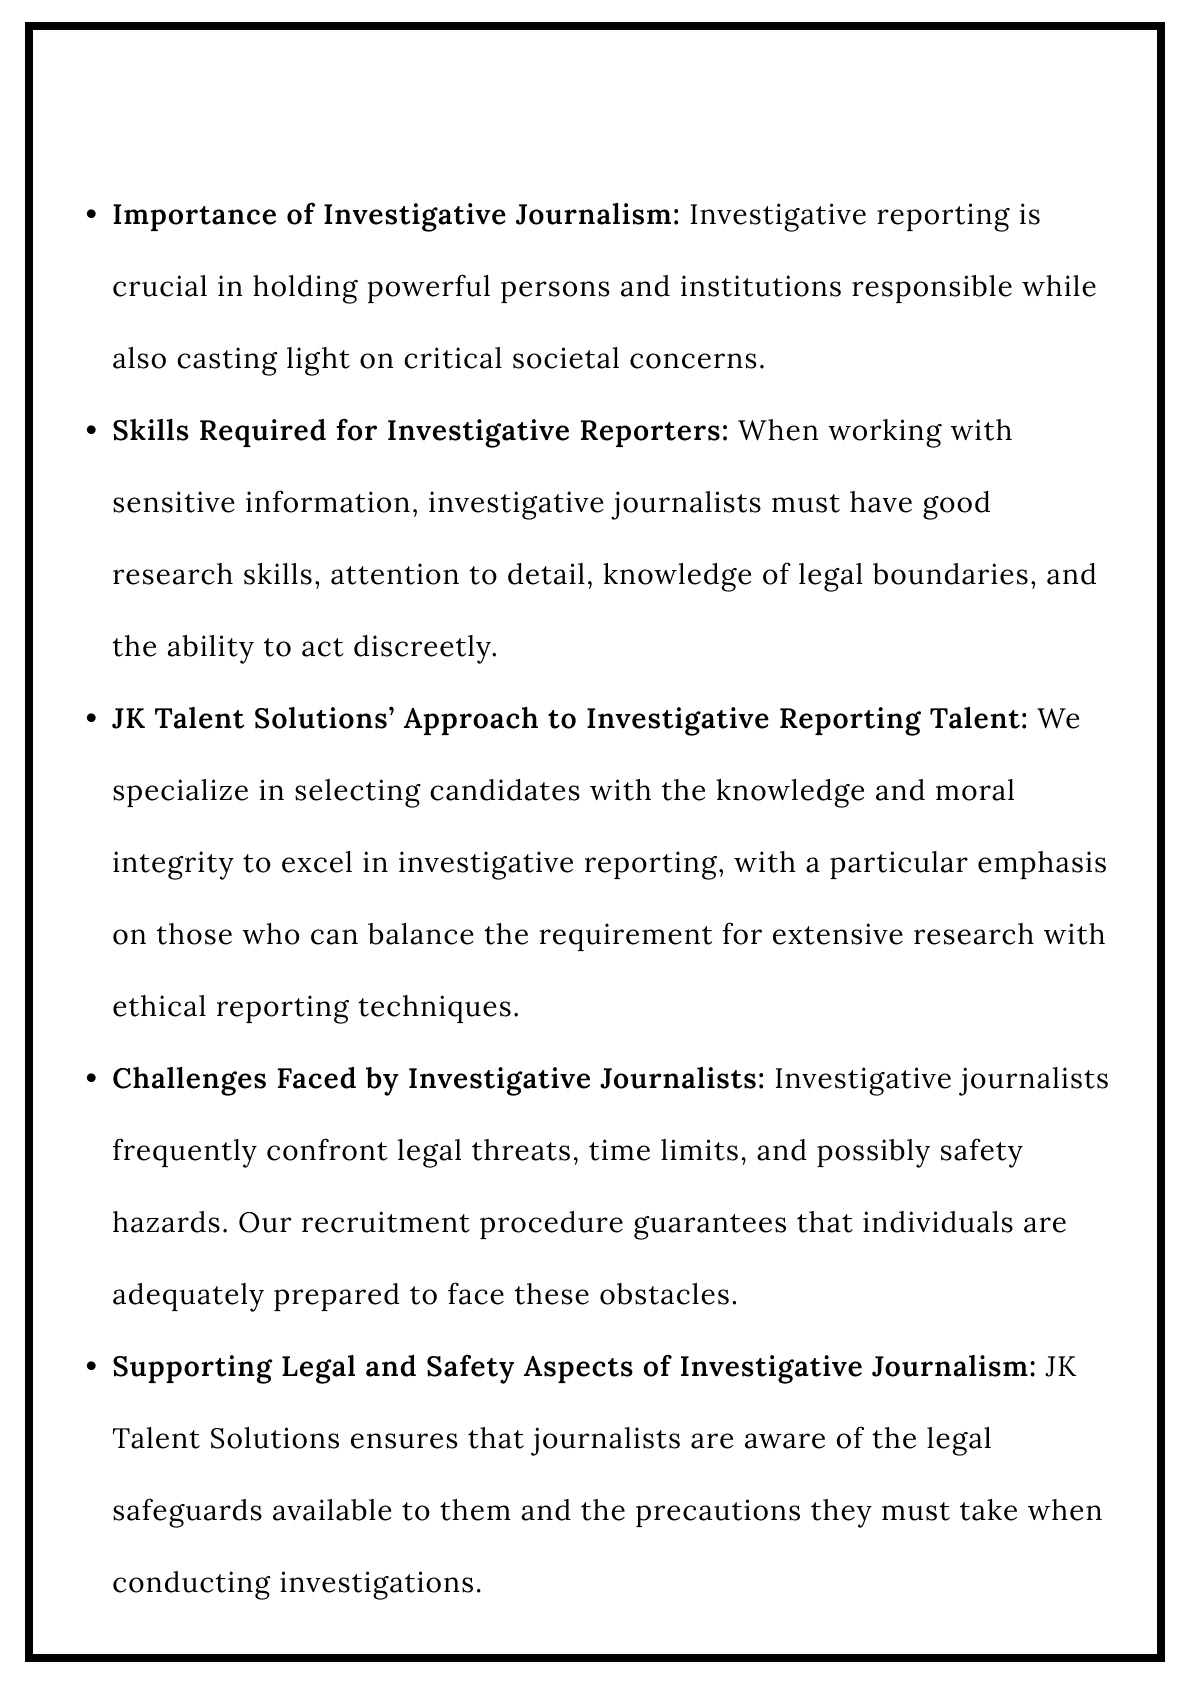 • Importance of Investigative Journalism: Investigative reporting is
crucial in holding powerful persons and institutions responsible while
also casting light on critical societal concerns.
• Skills Required for Investigative Reporters: When working with
sensitive information, investigative journalists must have good
research skills, attention to detail, knowledge of legal boundaries, and
the ability to act discreetly.
• JK Talent Solutions’ Approach to Investigative Reporting Talent: We
specialize in selecting candidates with the knowledge and moral
integrity to excel in investigative reporting, with a particular emphasis
on those who can balance the requirement for extensive research with
ethical reporting techniques.
• Challenges Faced by Investigative Journalists: Investigative journalists
frequently confront legal threats, time limits, and possibly safety
hazards. Our recruitment procedure guarantees that individuals are
adequately prepared to face these obstacles.
• Supporting Legal and Safety Aspects of Investigative Journalism: JK
Talent Solutions ensures that journalists are aware of the legal
safeguards available to them and the precautions they must take when
conducting investigations.